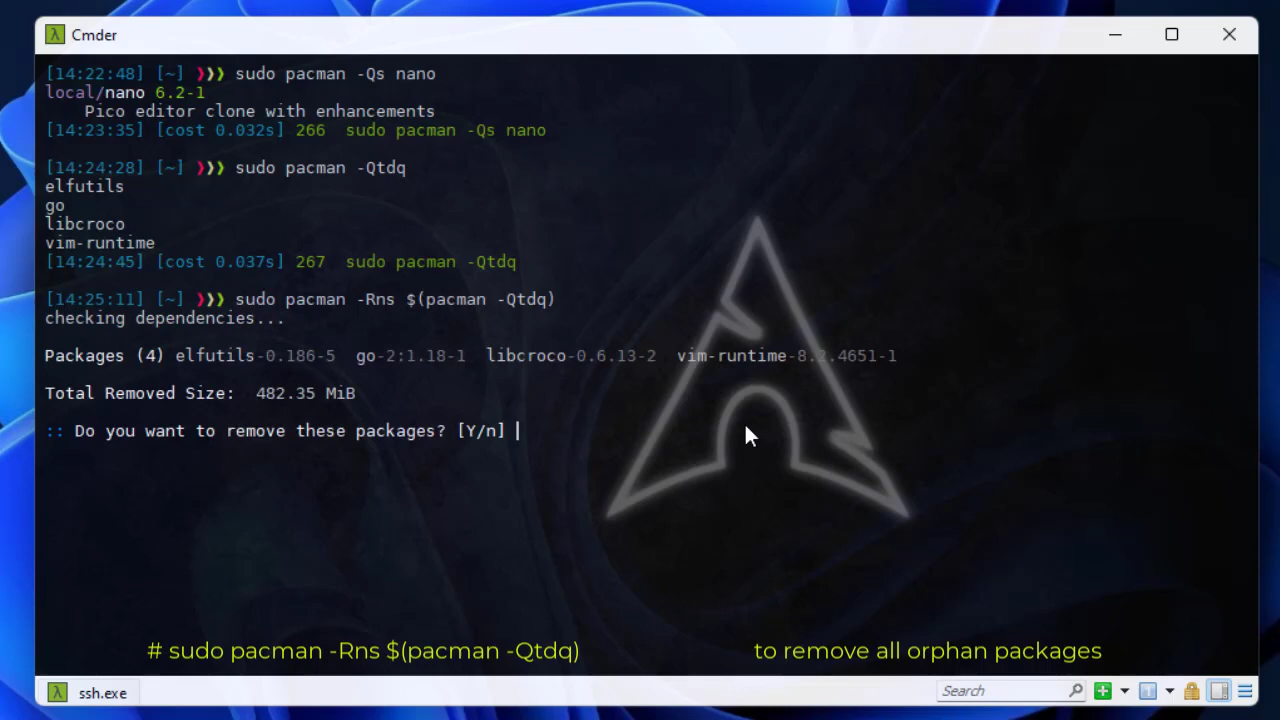 Cmder
[14:22:48] [~] ❯❯❯ sudo pacman -Qs nano
local/nano 6.2-1
    Pico editor clone with enhancements
[14:23:35] [cost 0.032s] 266  sudo pacman -Qs nano
[14:24:28] [~] ❯❯❯ sudo pacman -Qtdq
elfutils
go
libcroco
vim-runtime
[14:24:45] [cost 0.037s] 267  sudo pacman -Qtdq
[14:25:11] [~] ❯❯❯ sudo pacman -Rns $(pacman -Qtdq)
checking dependencies...
Packages (4) elfutils-0.186-5  go-2:1.18-1  libcroco-0.6.13-2  vim-runtime-8.2.4651-1
Total Removed Size:  482.35 MiB
:: Do you want to remove these packages? [Y/n]
# sudo pacman -Rns $(pacman -Qtdq) to remove all orphan packages
ssh.exe Search